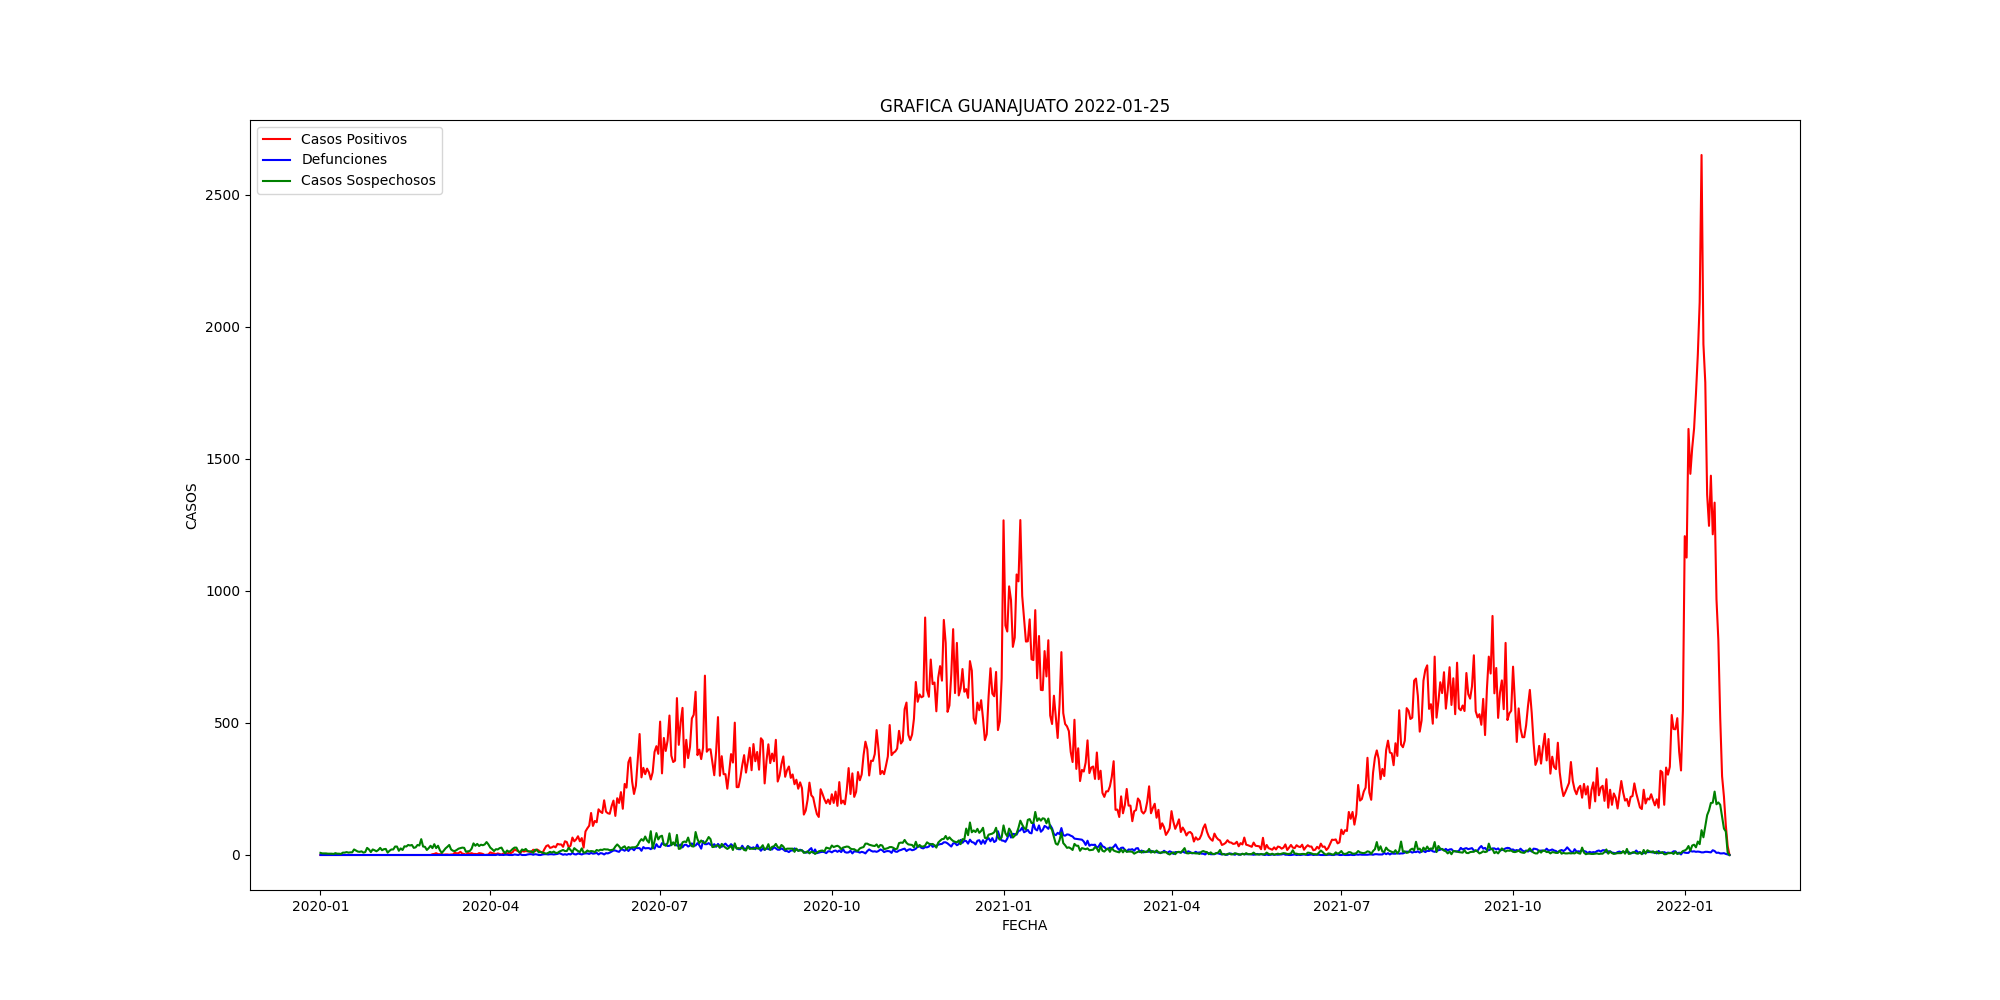 GRAFICA GUANAJUATO 2022-01-25
Casos Positivos
Defunciones
Casos Sospechosos
CASOS
2500
2000
1500
1000
500
0
2020-01
2020-04
2020-07
2020-10
2021-01
2021-04
2021-07
2021-10
2022-01
FECHA